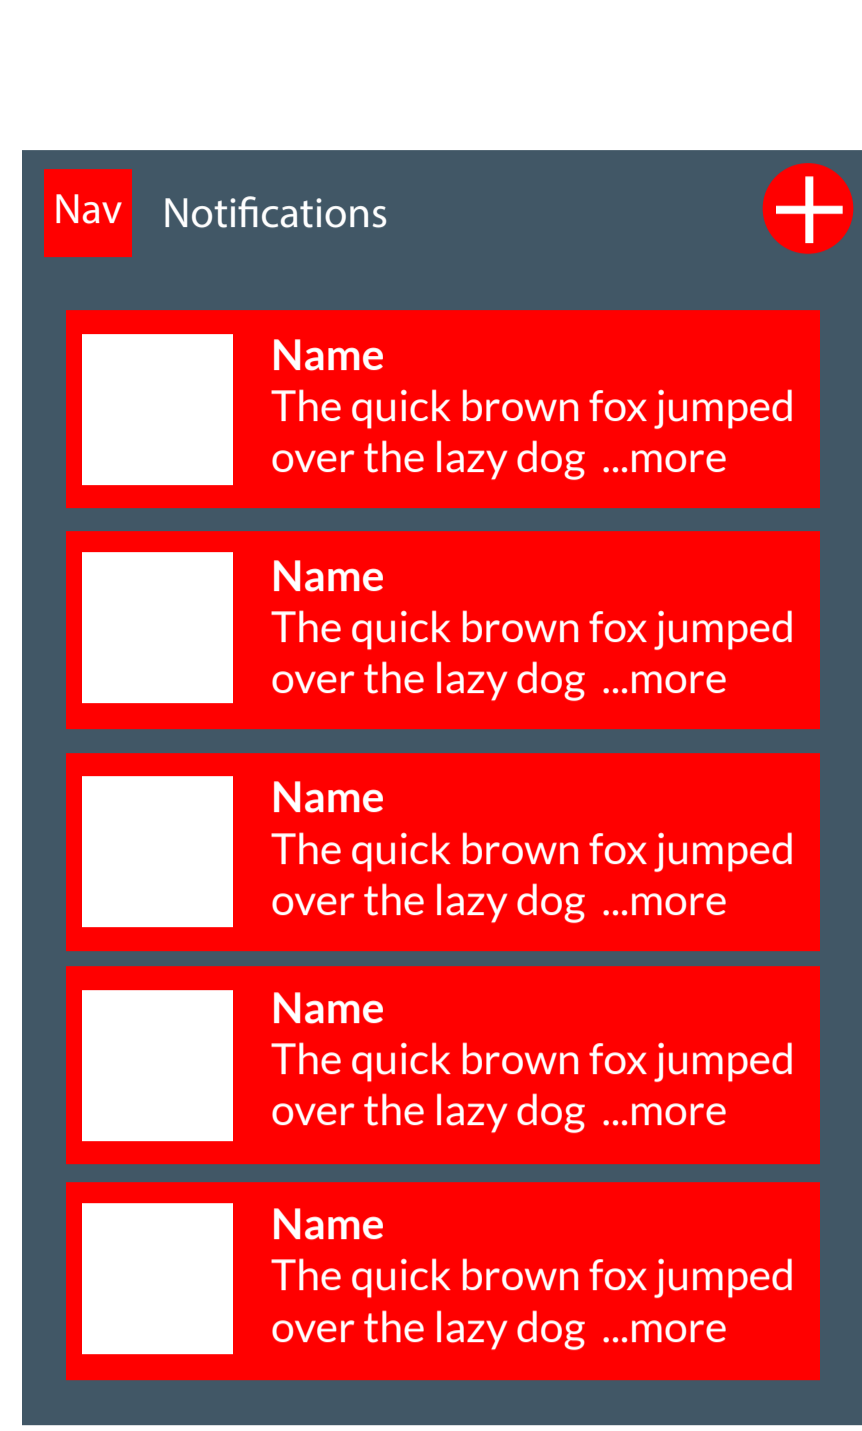 Nav Notifications +
Name
The quick brown fox jumped
over the lazy dog ...more
Name
The quick brown fox jumped
over the lazy dog ...more
Name
The quick brown fox jumped
over the lazy dog ...more
Name
The quick brown fox jumped
over the lazy dog ...more
Name
The quick brown fox jumped
over the lazy dog ...more